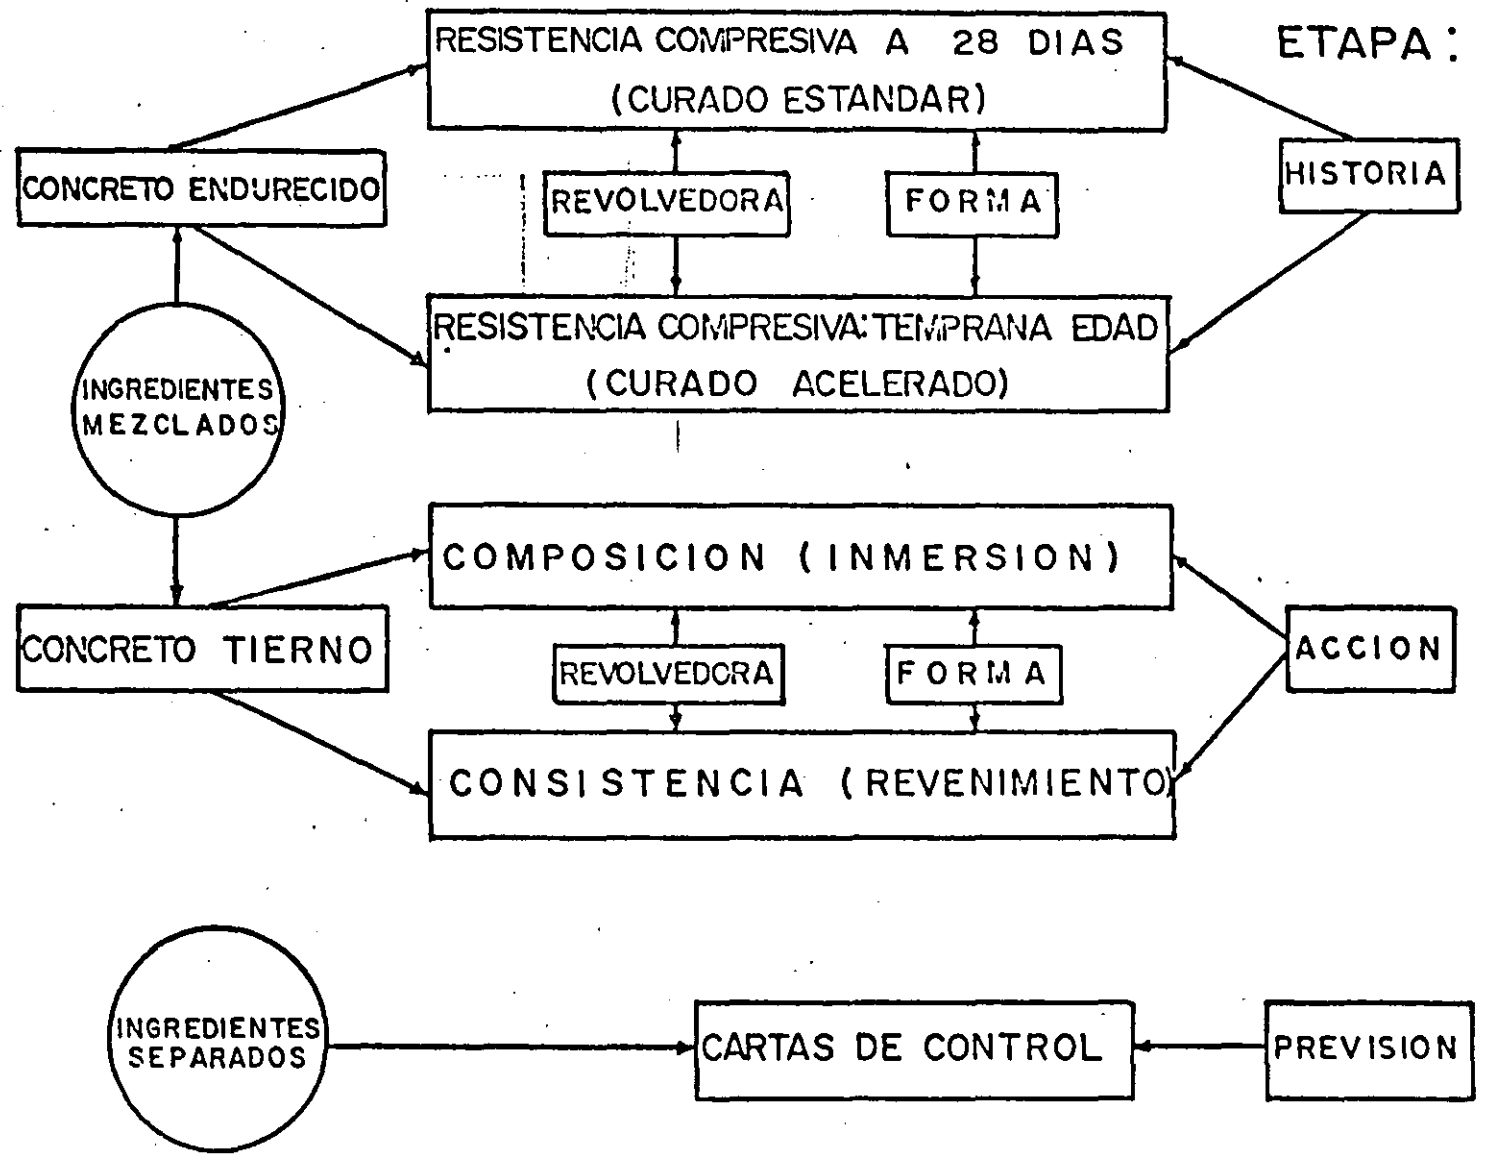 RESISTENCIA COMPRESIVA A 28 DIAS
(CURADO ESTANDAR)
ETAPA:
CONCRETO ENDURECIDO
REVOLVEDORA
FORMA
HISTORIA
RESISTENCIA COMPRESIVA:TEMPRANA EDAD
(CURADO ACELERADO)
INGREDIENTES
MEZCLADOS
COMPOSICION (INMERSION)
CONCRETO TIERNO
REVOLVEDORA
FORMA
ACCION
CONSISTENCIA (REVENIMIENTO)
INGREDIENTES
SEPARADOS
CARTAS DE CONTROL
PREVISION